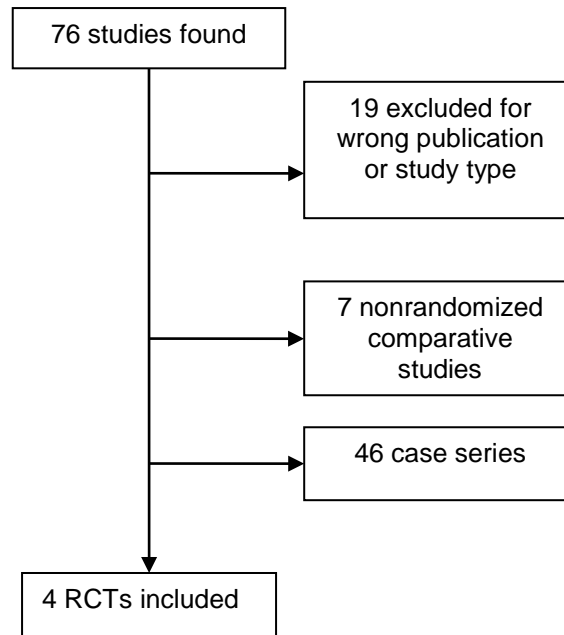 76 studies found
19 excluded for
wrong publication
or study type
7 nonrandomized
comparative
studies
46 case series
4 RCTs included